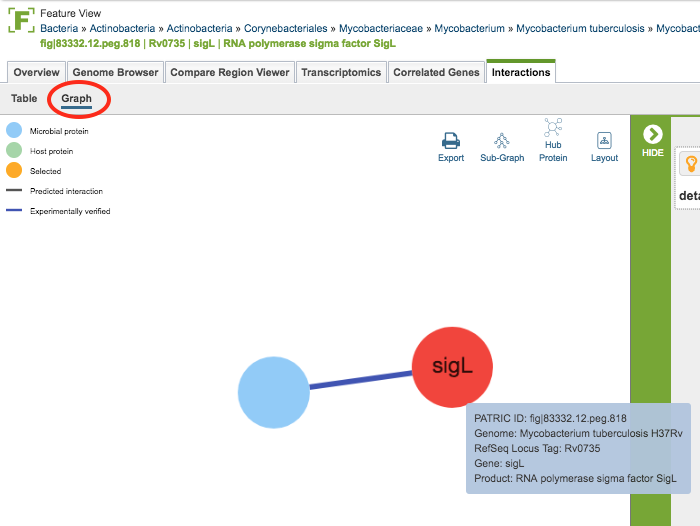 Feature View
Bacteria » Actinobacteria » Actinobacteria » Corynebacteriales » Mycobacteriaceae » Mycobacterium » Mycobacterium tuberculosis » Mycobact
fig|83332.12.peg.818 | Rv0735 | sigL | RNA polymerase sigma factor SigL
Overview Genome Browser Compare Region Viewer Transcriptomics Correlated Genes Interactions
Table Graph
Microbial protein
Host protein
Selected
Predicted interaction
Experimentally verified
Export Sub-Graph Hub Protein Layout
HIDE
deta
sigL
PATRIC ID: fig|83332.12.peg.818
Genome: Mycobacterium tuberculosis H37Rv
RefSeq Locus Tag: Rv0735
Gene: sigL
Product: RNA polymerase sigma factor SigL